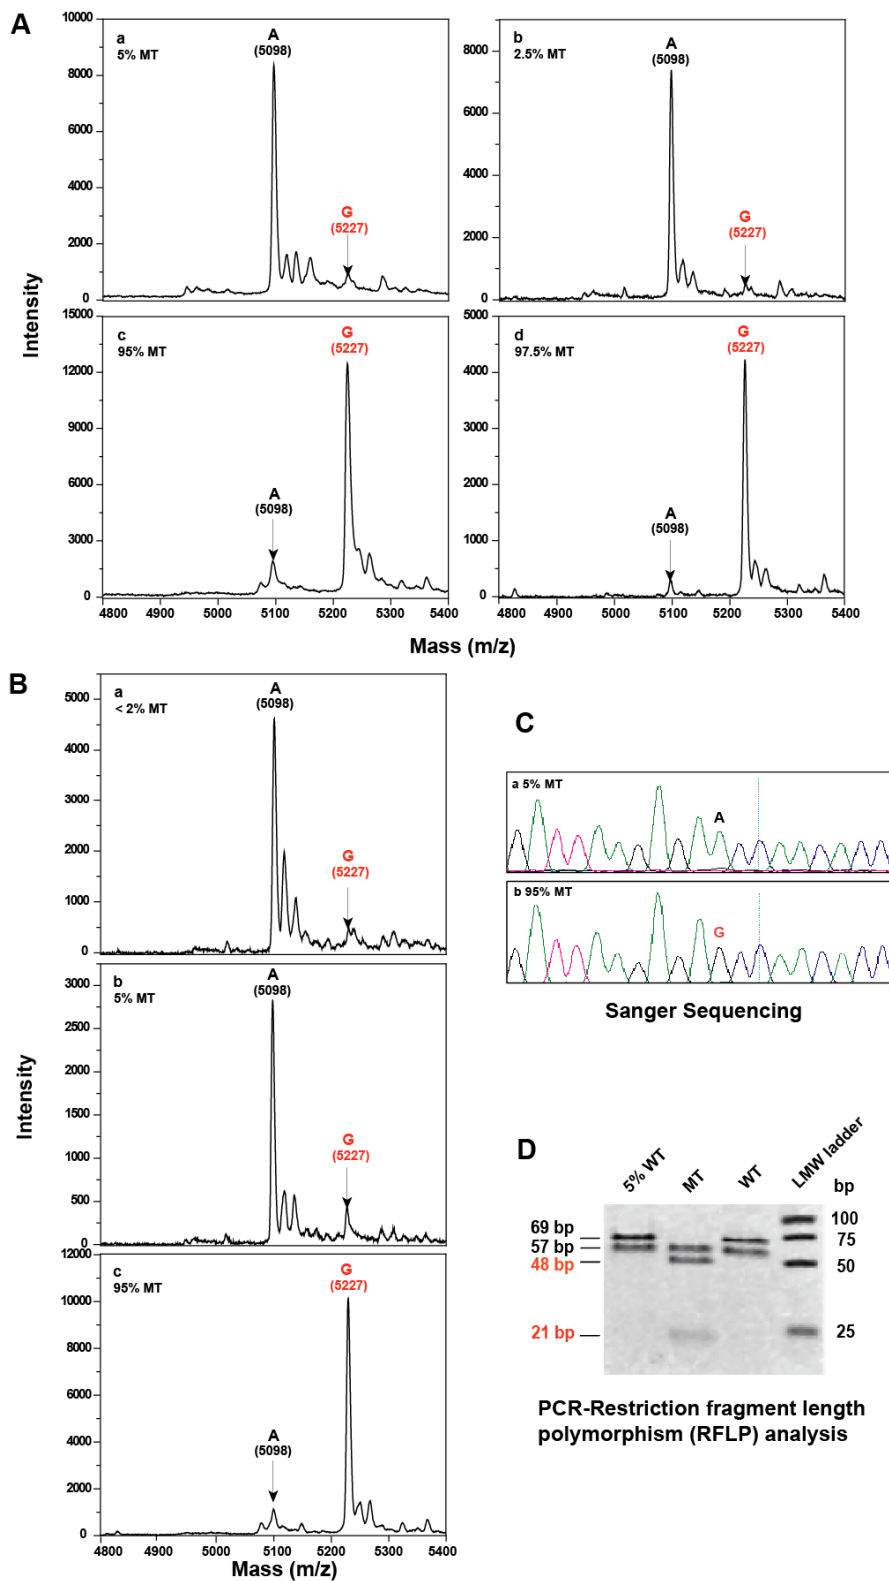 A
10000
8000
6000
4000
2000
0
a
5% MT
A
(5098)
G
(5227)
8000
6000
4000
2000
0
b
2.5% MT
A
(5098)
G
(5227)
Intensity
15000
12000
9000
6000
3000
0
c
95% MT
G
(5227)
A
(5098)
4800 4900 5000 5100 5200 5300 5400
5000
4000
3000
2000
1000
0
d
97.5% MT
G
(5227)
A
(5098)
4800 4900 5000 5100 5200 5300 5400
Mass (m/z)
B
5000
4000
3000
2000
1000
0
a
< 2% MT
A
(5098)
G
(5227)
3000
2500
2000
1500
1000
500
0
b
5% MT
A
(5098)
G
(5227)
Intensity
12000
10000
8000
6000
4000
2000
0
c
95% MT
G
(5227)
A
(5098)
4800 4900 5000 5100 5200 5300 5400
Mass (m/z)
C
a 5% MT
A
b 95% MT
G
Sanger Sequencing
D
5% WT
MT
WT
LMW ladder
bp
69 bp
57 bp
48 bp
21 bp
100
75
50
25
PCR-Restriction fragment length
polymorphism (RFLP) analysis